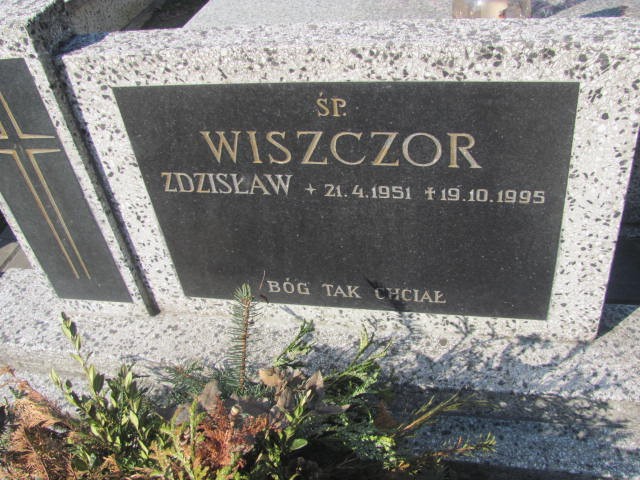 ŚP.
WISZCZOR
ZDZISŁAW + 21.4.1951 ✝ 19.10.1995
BÓG TAK CHCIAŁ